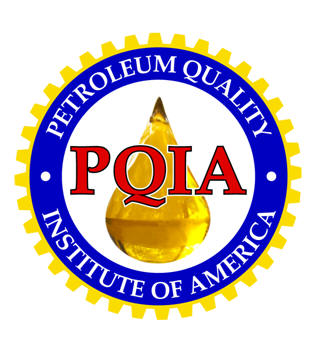 PETROLEUM QUALITY
PQIA
INSTITUTE OF AMERICA